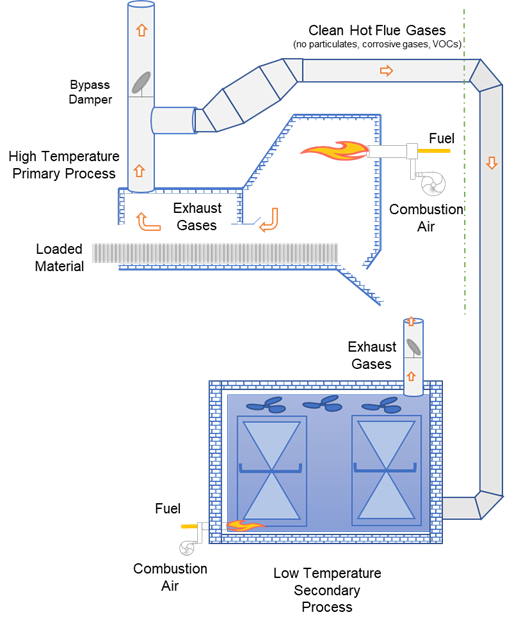 Clean Hot Flue Gases
(no particulates, corrosive gases, VOCs)
Bypass
Damper
Fuel
High Temperature
Primary Process
Exhaust
Gases
Combustion
Air
Loaded
Material
Exhaust
Gases
Fuel
Combustion
Air
Low Temperature
Secondary
Process